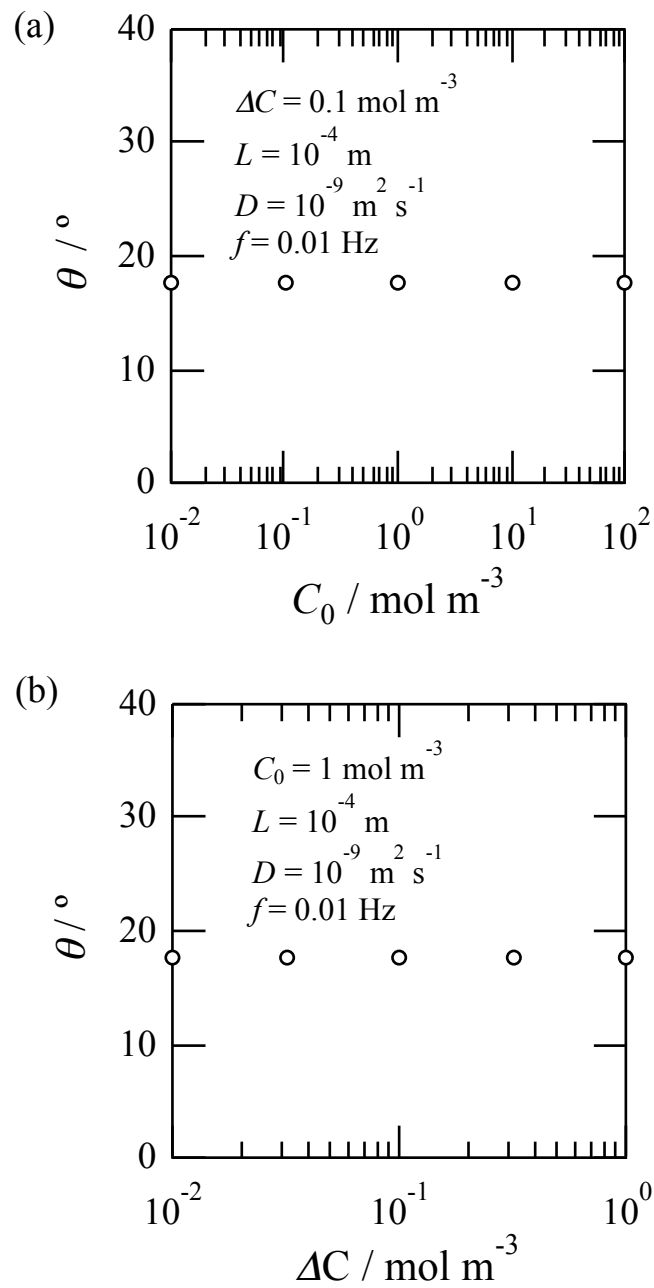 (a)
40
30
20
10
0
θ / º
ΔC = 0.1 mol m⁻³
L = 10⁻⁴ m
D = 10⁻⁹ m² s⁻¹
f = 0.01 Hz
10⁻² 10⁻¹ 10⁰ 10¹ 10²
C₀ / mol m⁻³
(b)
40
30
20
10
0
θ / º
C₀ = 1 mol m⁻³
L = 10⁻⁴ m
D = 10⁻⁹ m² s⁻¹
f = 0.01 Hz
10⁻² 10⁻¹ 10⁰
ΔC / mol m⁻³